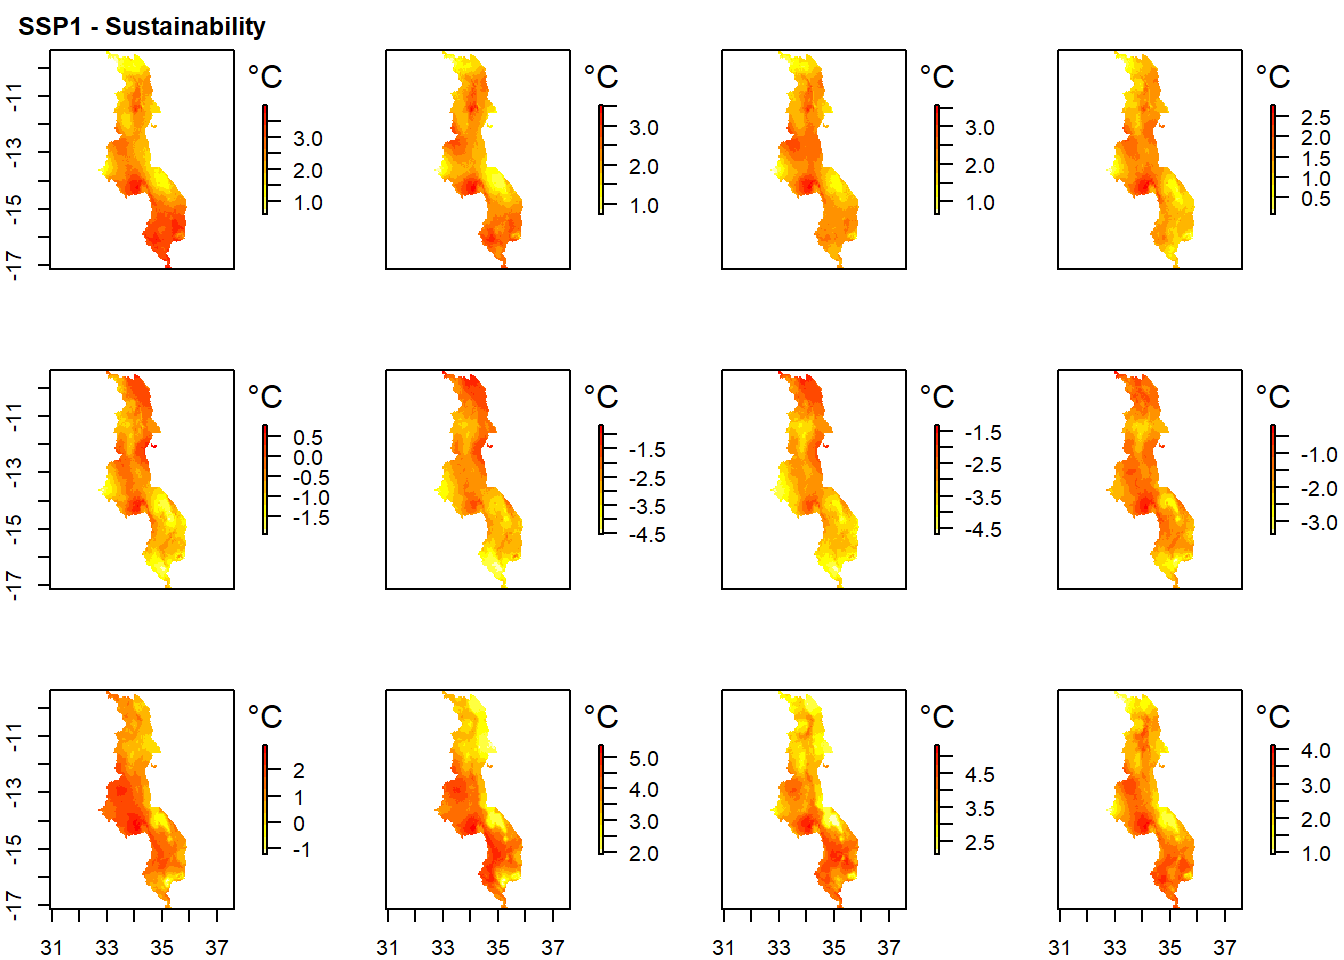 SSP1 - Sustainability
°C °C °C °C
-11 -13 -15 -17
3.0 2.0 1.0
3.0 2.0 1.0
3.0 2.0 1.0
2.5 2.0 1.5 1.0 0.5
°C °C °C °C
-11 -13 -15 -17
0.5 0.0 -0.5 -1.0 -1.5
-1.5 -2.5 -3.5 -4.5
-1.5 -2.5 -3.5 -4.5
-1.0 -2.0 -3.0
°C °C °C °C
-11 -13 -15 -17
2 1 0 -1
5.0 4.0 3.0 2.0
4.5 3.5 2.5
4.0 3.0 2.0 1.0
31 33 35 37 31 33 35 37 31 33 35 37 31 33 35 37